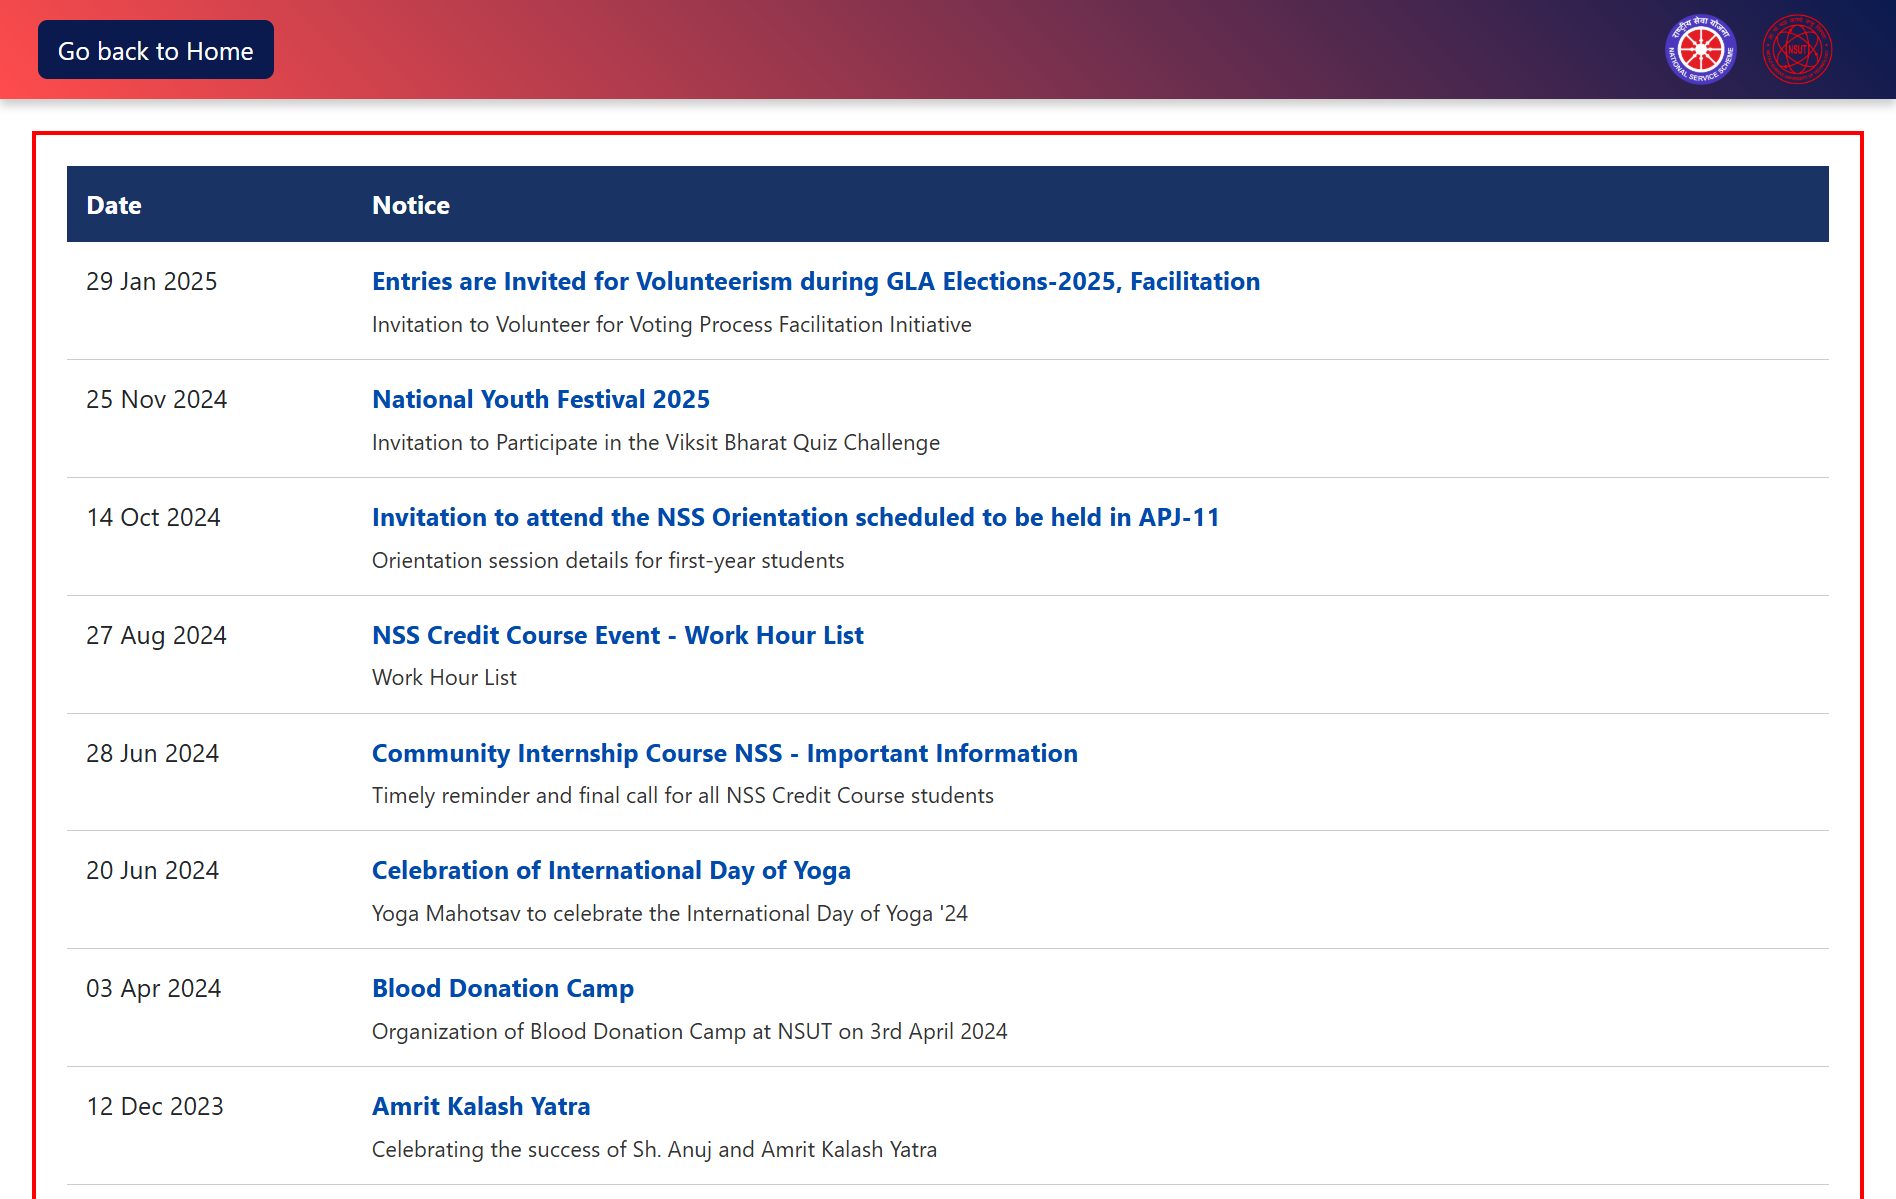 Go back to Home
राष्ट्रीय सेवा योजना
NATIONAL SERVICE SCHEME
NSUT
Date Notice
29 Jan 2025 Entries are Invited for Volunteerism during GLA Elections-2025, Facilitation
Invitation to Volunteer for Voting Process Facilitation Initiative
25 Nov 2024 National Youth Festival 2025
Invitation to Participate in the Viksit Bharat Quiz Challenge
14 Oct 2024 Invitation to attend the NSS Orientation scheduled to be held in APJ-11
Orientation session details for first-year students
27 Aug 2024 NSS Credit Course Event - Work Hour List
Work Hour List
28 Jun 2024 Community Internship Course NSS - Important Information
Timely reminder and final call for all NSS Credit Course students
20 Jun 2024 Celebration of International Day of Yoga
Yoga Mahotsav to celebrate the International Day of Yoga '24
03 Apr 2024 Blood Donation Camp
Organization of Blood Donation Camp at NSUT on 3rd April 2024
12 Dec 2023 Amrit Kalash Yatra
Celebrating the success of Sh. Anuj and Amrit Kalash Yatra